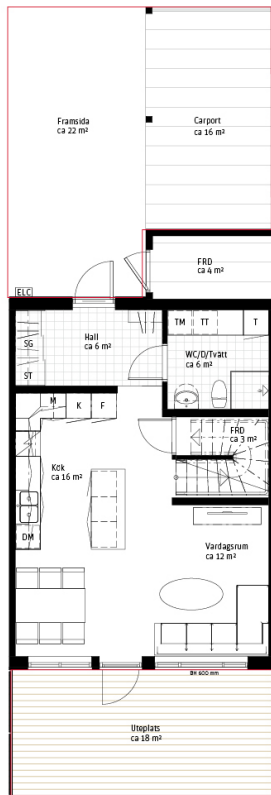 Framsida
ca 22 m²
Carport
ca 16 m²
FRD
ca 4 m²
ELC
Hall
ca 6 m²
SG
ST
TM
TT
T
WC/D/Tvätt
ca 6 m²
M
K
F
FRD
ca 3 m²
Kök
ca 16 m²
DM
Vardagsrum
ca 12 m²
BH 600 mm
Uteplats
ca 18 m²